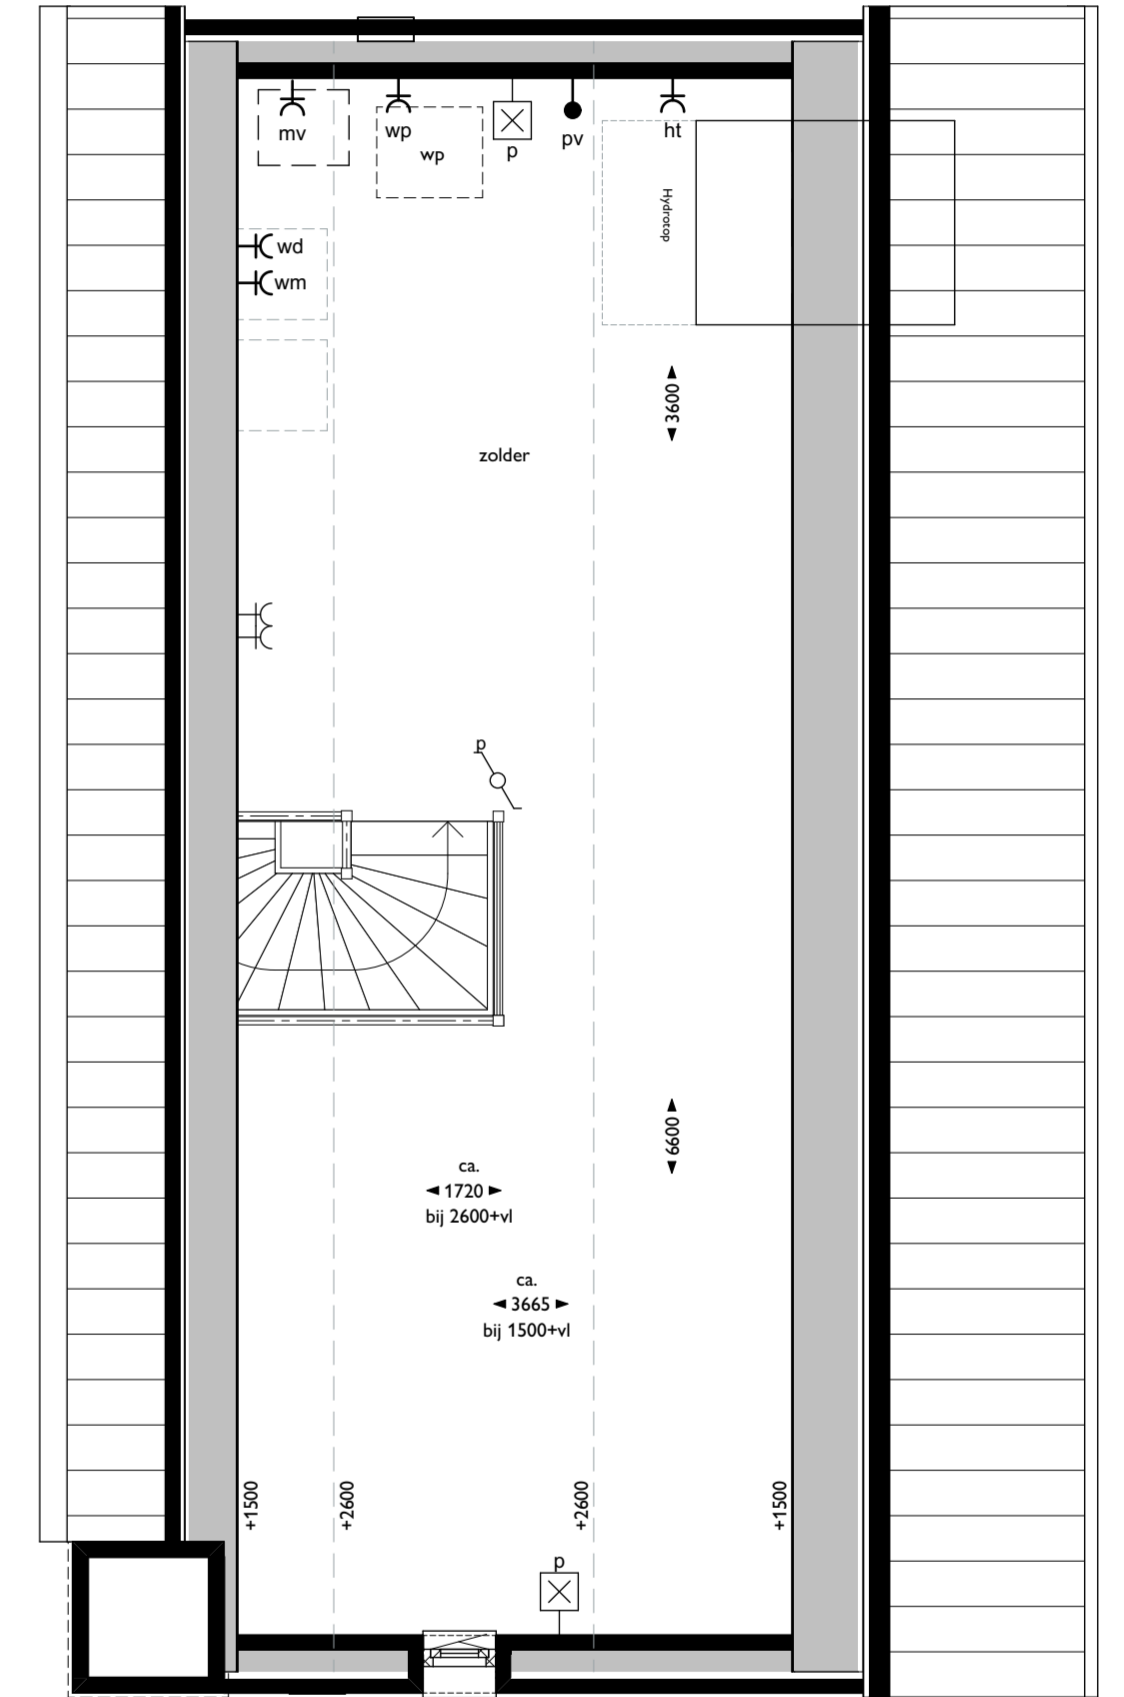 mv
wp
wp
p
pv
ht
Hydrotop
wd
wm
3600
zolder
p
6600
ca.
1720
bij 2600+vl
ca.
3665
bij 1500+vl
+1500
+2600
+2600
+1500
p